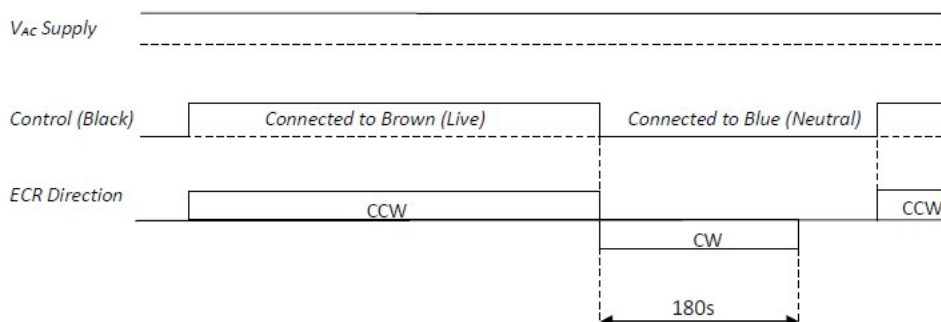 VAC Supply
Control (Black)
Connected to Brown (Live)
Connected to Blue (Neutral)
ECR Direction
CCW
CCW
CW
180s